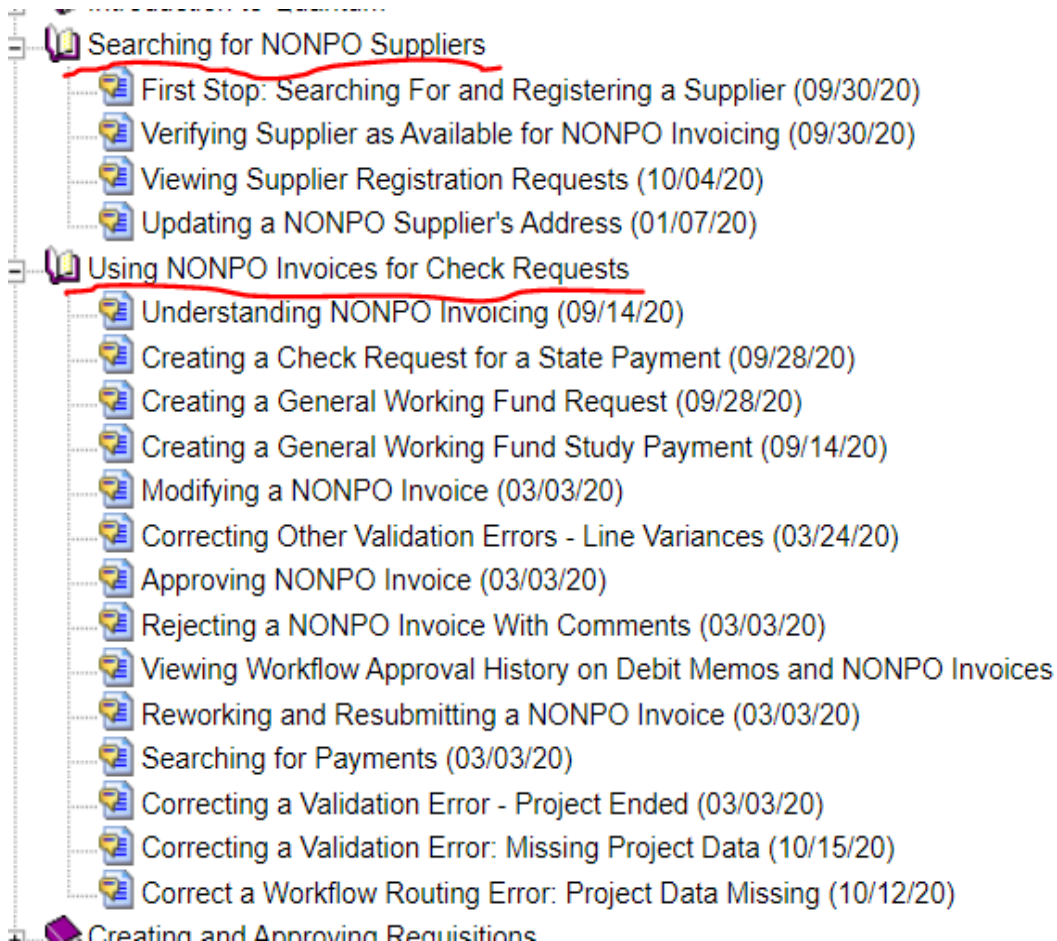 Introduction to Quantum
Searching for NONPO Suppliers
First Stop: Searching For and Registering a Supplier (09/30/20)
Verifying Supplier as Available for NONPO Invoicing (09/30/20)
Viewing Supplier Registration Requests (10/04/20)
Updating a NONPO Supplier's Address (01/07/20)
Using NONPO Invoices for Check Requests
Understanding NONPO Invoicing (09/14/20)
Creating a Check Request for a State Payment (09/28/20)
Creating a General Working Fund Request (09/28/20)
Creating a General Working Fund Study Payment (09/14/20)
Modifying a NONPO Invoice (03/03/20)
Correcting Other Validation Errors - Line Variances (03/24/20)
Approving NONPO Invoice (03/03/20)
Rejecting a NONPO Invoice With Comments (03/03/20)
Viewing Workflow Approval History on Debit Memos and NONPO Invoices
Reworking and Resubmitting a NONPO Invoice (03/03/20)
Searching for Payments (03/03/20)
Correcting a Validation Error - Project Ended (03/03/20)
Correcting a Validation Error: Missing Project Data (10/15/20)
Correct a Workflow Routing Error: Project Data Missing (10/12/20)
Creating and Approving Requisitions